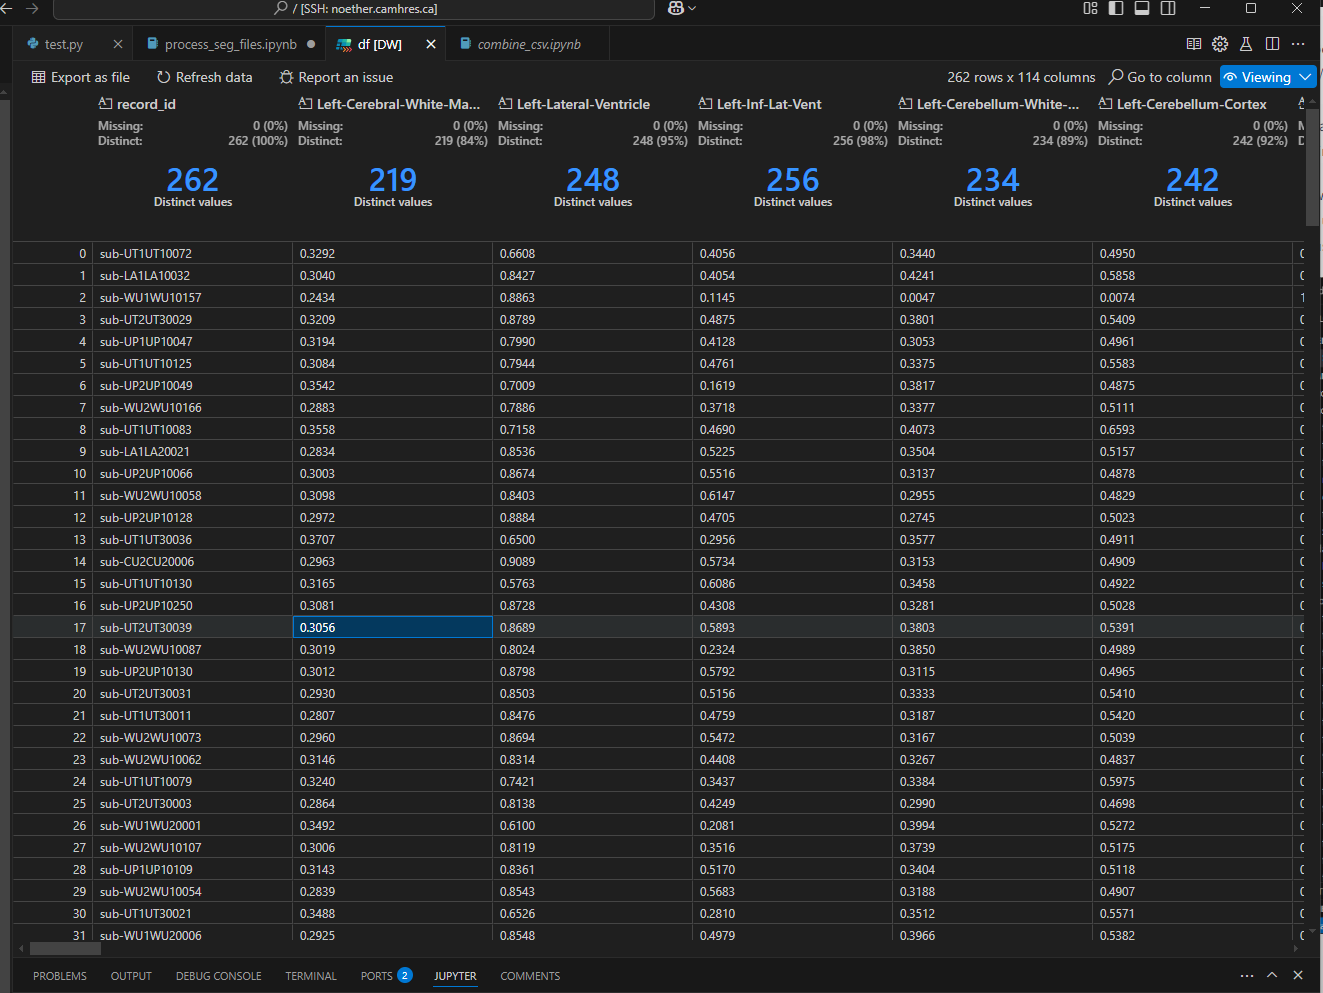 / [SSH: noether.camhres.ca]
test.py
process_seg_files.ipynb
df [DW]
combine_csv.ipynb
Export as file
Refresh data
Report an issue
262 rows x 114 columns
Go to column
Viewing
record_id Left-Cerebral-White-Ma... Left-Lateral-Ventricle Left-Inf-Lat-Vent Left-Cerebellum-White-... Left-Cerebellum-Cortex
Missing: 0 (0%) Missing: 0 (0%) Missing: 0 (0%) Missing: 0 (0%) Missing: 0 (0%) Missing: 0 (0%)
Distinct: 262 (100%) Distinct: 219 (84%) Distinct: 248 (95%) Distinct: 256 (98%) Distinct: 234 (89%) Distinct: 242 (92%)
262 219 248 256 234 242
Distinct values Distinct values Distinct values Distinct values Distinct values Distinct values
0 sub-UT1UT10072 0.3292 0.6608 0.4056 0.3440 0.4950
1 sub-LA1LA10032 0.3040 0.8427 0.4054 0.4241 0.5858
2 sub-WU1WU10157 0.2434 0.8863 0.1145 0.0047 0.0074
3 sub-UT2UT30029 0.3209 0.8789 0.4875 0.3801 0.5409
4 sub-UP1UP10047 0.3194 0.7990 0.4128 0.3053 0.4961
5 sub-UT1UT10125 0.3084 0.7944 0.4761 0.3375 0.5583
6 sub-UP2UP10049 0.3542 0.7009 0.1619 0.3817 0.4875
7 sub-WU2WU10166 0.2883 0.7886 0.3718 0.3377 0.5111
8 sub-UT1UT10083 0.3558 0.7158 0.4690 0.4073 0.6593
9 sub-LA1LA20021 0.2834 0.8536 0.5225 0.3504 0.5157
10 sub-UP2UP10066 0.3003 0.8674 0.5516 0.3137 0.4878
11 sub-WU2WU10058 0.3098 0.8403 0.6147 0.2955 0.4829
12 sub-UP2UP10128 0.2972 0.8884 0.4705 0.2745 0.5023
13 sub-UT1UT30036 0.3707 0.6500 0.2956 0.3577 0.4911
14 sub-CU2CU20006 0.2963 0.9089 0.5734 0.3153 0.4909
15 sub-UT1UT10130 0.3165 0.5763 0.6086 0.3458 0.4922
16 sub-UP2UP10250 0.3081 0.8728 0.4308 0.3281 0.5028
17 sub-UT2UT30039 0.3056 0.8689 0.5893 0.3803 0.5391
18 sub-WU2WU10087 0.3019 0.8024 0.2324 0.3850 0.4989
19 sub-UP2UP10130 0.3012 0.8798 0.5792 0.3115 0.4965
20 sub-UT2UT30031 0.2930 0.8503 0.5156 0.3333 0.5410
21 sub-UT1UT30011 0.2807 0.8476 0.4759 0.3187 0.5420
22 sub-WU2WU10073 0.2960 0.8694 0.5472 0.3167 0.5039
23 sub-WU2WU10062 0.3146 0.8314 0.4408 0.3267 0.4837
24 sub-UT1UT10079 0.3240 0.7421 0.3437 0.3384 0.5975
25 sub-UT2UT30003 0.2864 0.8138 0.4249 0.2990 0.4698
26 sub-WU1WU20001 0.3492 0.6100 0.2081 0.3994 0.5272
27 sub-WU2WU10107 0.3006 0.8119 0.3516 0.3739 0.5175
28 sub-UP1UP10109 0.3143 0.8361 0.5170 0.3404 0.5118
29 sub-WU2WU10054 0.2839 0.8543 0.5683 0.3188 0.4907
30 sub-UT1UT30021 0.3488 0.6526 0.2810 0.3512 0.5571
31 sub-WU1WU20006 0.2925 0.8548 0.4979 0.3966 0.5382
PROBLEMS OUTPUT DEBUG CONSOLE TERMINAL PORTS 2 JUPYTER COMMENTS